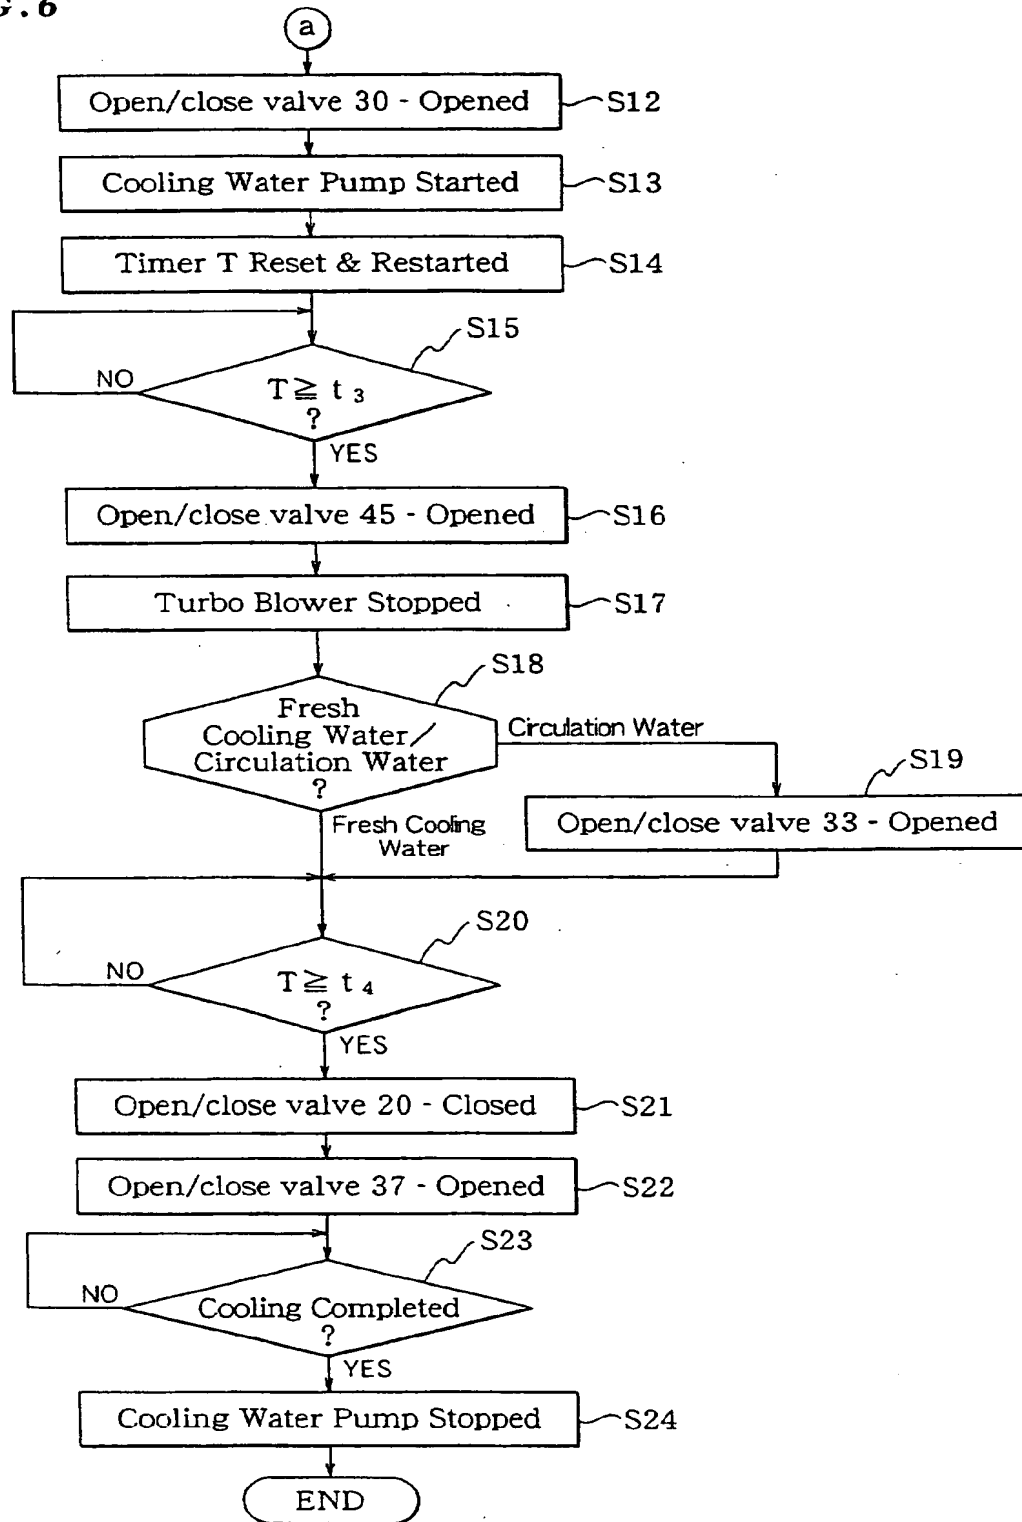 G.6
a
Open/close valve 30 - Opened
S12
Cooling Water Pump Started
S13
Timer T Reset & Restarted
S14
S15
NO
T≧ t₃
?
YES
Open/close valve 45 - Opened
S16
Turbo Blower Stopped
S17
S18
Fresh
Cooling Water/
Circulation Water
?
Circulation Water
S19
Open/close valve 33 - Opened
Fresh Cooling
Water
S20
NO
T≧ t₄
?
YES
Open/close valve 20 - Closed
S21
Open/close valve 37 - Opened
S22
S23
NO
Cooling Completed
?
YES
Cooling Water Pump Stopped
S24
END